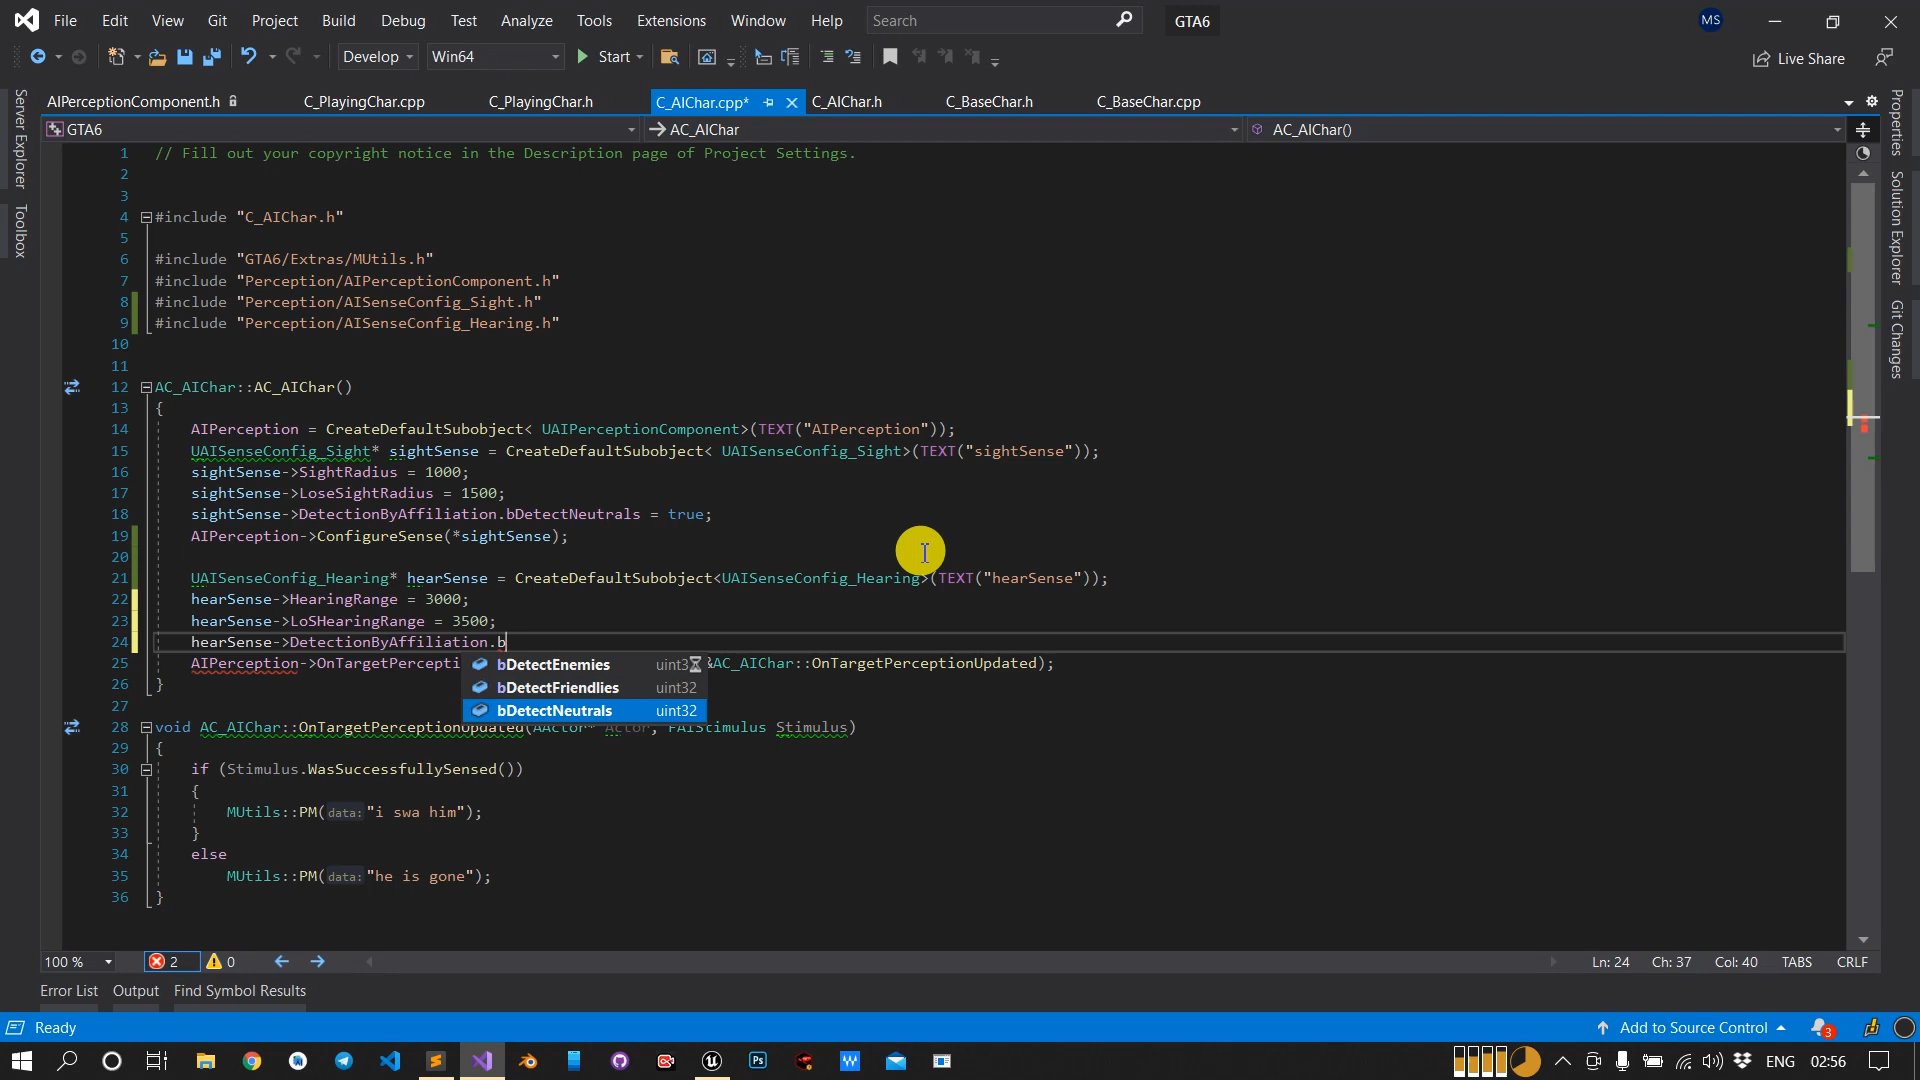 File Edit View Git Project Build Debug Test Analyze Tools Extensions Window Help Search GTA6 MS
Develop Win64 Start Live Share
AIPerceptionComponent.h C_PlayingChar.cpp C_PlayingChar.h C_AIChar.cpp* C_AIChar.h C_BaseChar.h C_BaseChar.cpp
GTA6 AC_AIChar AC_AIChar()
Server Explorer
Toolbox
Properties
Solution Explorer
Git Changes
1 // Fill out your copyright notice in the Description page of Project Settings.
2
3
4 #include "C_AIChar.h"
5
6 #include "GTA6/Extras/MUtils.h"
7 #include "Perception/AIPerceptionComponent.h"
8 #include "Perception/AISenseConfig_Sight.h"
9 #include "Perception/AISenseConfig_Hearing.h"
10
11
12 AC_AIChar::AC_AIChar()
13 {
14 AIPerception = CreateDefaultSubobject< UAIPerceptionComponent>(TEXT("AIPerception"));
15 UAISenseConfig_Sight* sightSense = CreateDefaultSubobject< UAISenseConfig_Sight>(TEXT("sightSense"));
16 sightSense->SightRadius = 1000;
17 sightSense->LoseSightRadius = 1500;
18 sightSense->DetectionByAffiliation.bDetectNeutrals = true;
19 AIPerception->ConfigureSense(*sightSense);
20
21 UAISenseConfig_Hearing* hearSense = CreateDefaultSubobject<UAISenseConfig_Hearing>(TEXT("hearSense"));
22 hearSense->HearingRange = 3000;
23 hearSense->LoSHearingRange = 3500;
24 hearSense->DetectionByAffiliation.b
25 AIPerception->OnTargetPercepti &AC_AIChar::OnTargetPerceptionUpdated);
bDetectEnemies
bDetectFriendlies uint32
bDetectNeutrals uint32
26 }
27
28 void AC_AIChar::OnTargetPerceptionUpdated(AActor* Actor, FAIStimulus Stimulus)
29 {
30 if (Stimulus.WasSuccessfullySensed())
31 {
32 MUtils::PM(data: "i swa him");
33 }
34 else
35 MUtils::PM(data: "he is gone");
36 }
100 % 2 0 Ln: 24 Ch: 37 Col: 40 TABS CRLF
Error List Output Find Symbol Results
Ready Add to Source Control 3
ENG 02:56